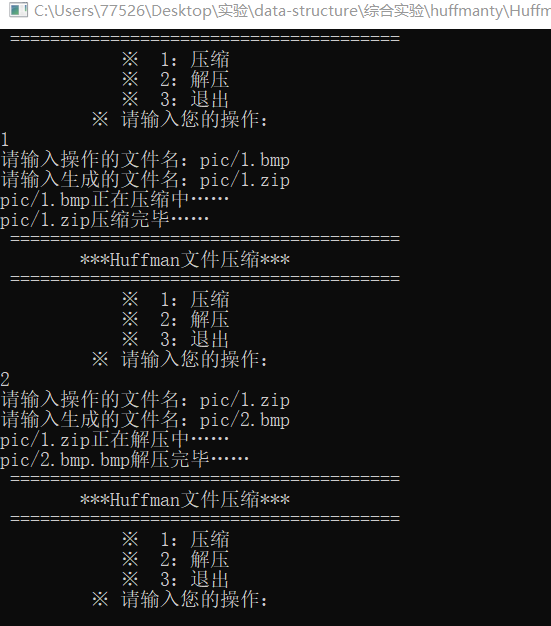 C:\Users\77526\Desktop\实验\data-structure\综合实验\huffmanty\Huffm
=======================================
※ 1：压缩
※ 2：解压
※ 3：退出
※ 请输入您的操作：
1
请输入操作的文件名：pic/1.bmp
请输入生成的文件名：pic/1.zip
pic/1.bmp正在压缩中……
pic/1.zip压缩完毕……
=======================================
***Huffman文件压缩***
=======================================
※ 1：压缩
※ 2：解压
※ 3：退出
※ 请输入您的操作：
2
请输入操作的文件名：pic/1.zip
请输入生成的文件名：pic/2.bmp
pic/1.zip正在解压中……
pic/2.bmp.bmp解压完毕……
=======================================
***Huffman文件压缩***
=======================================
※ 1：压缩
※ 2：解压
※ 3：退出
※ 请输入您的操作：